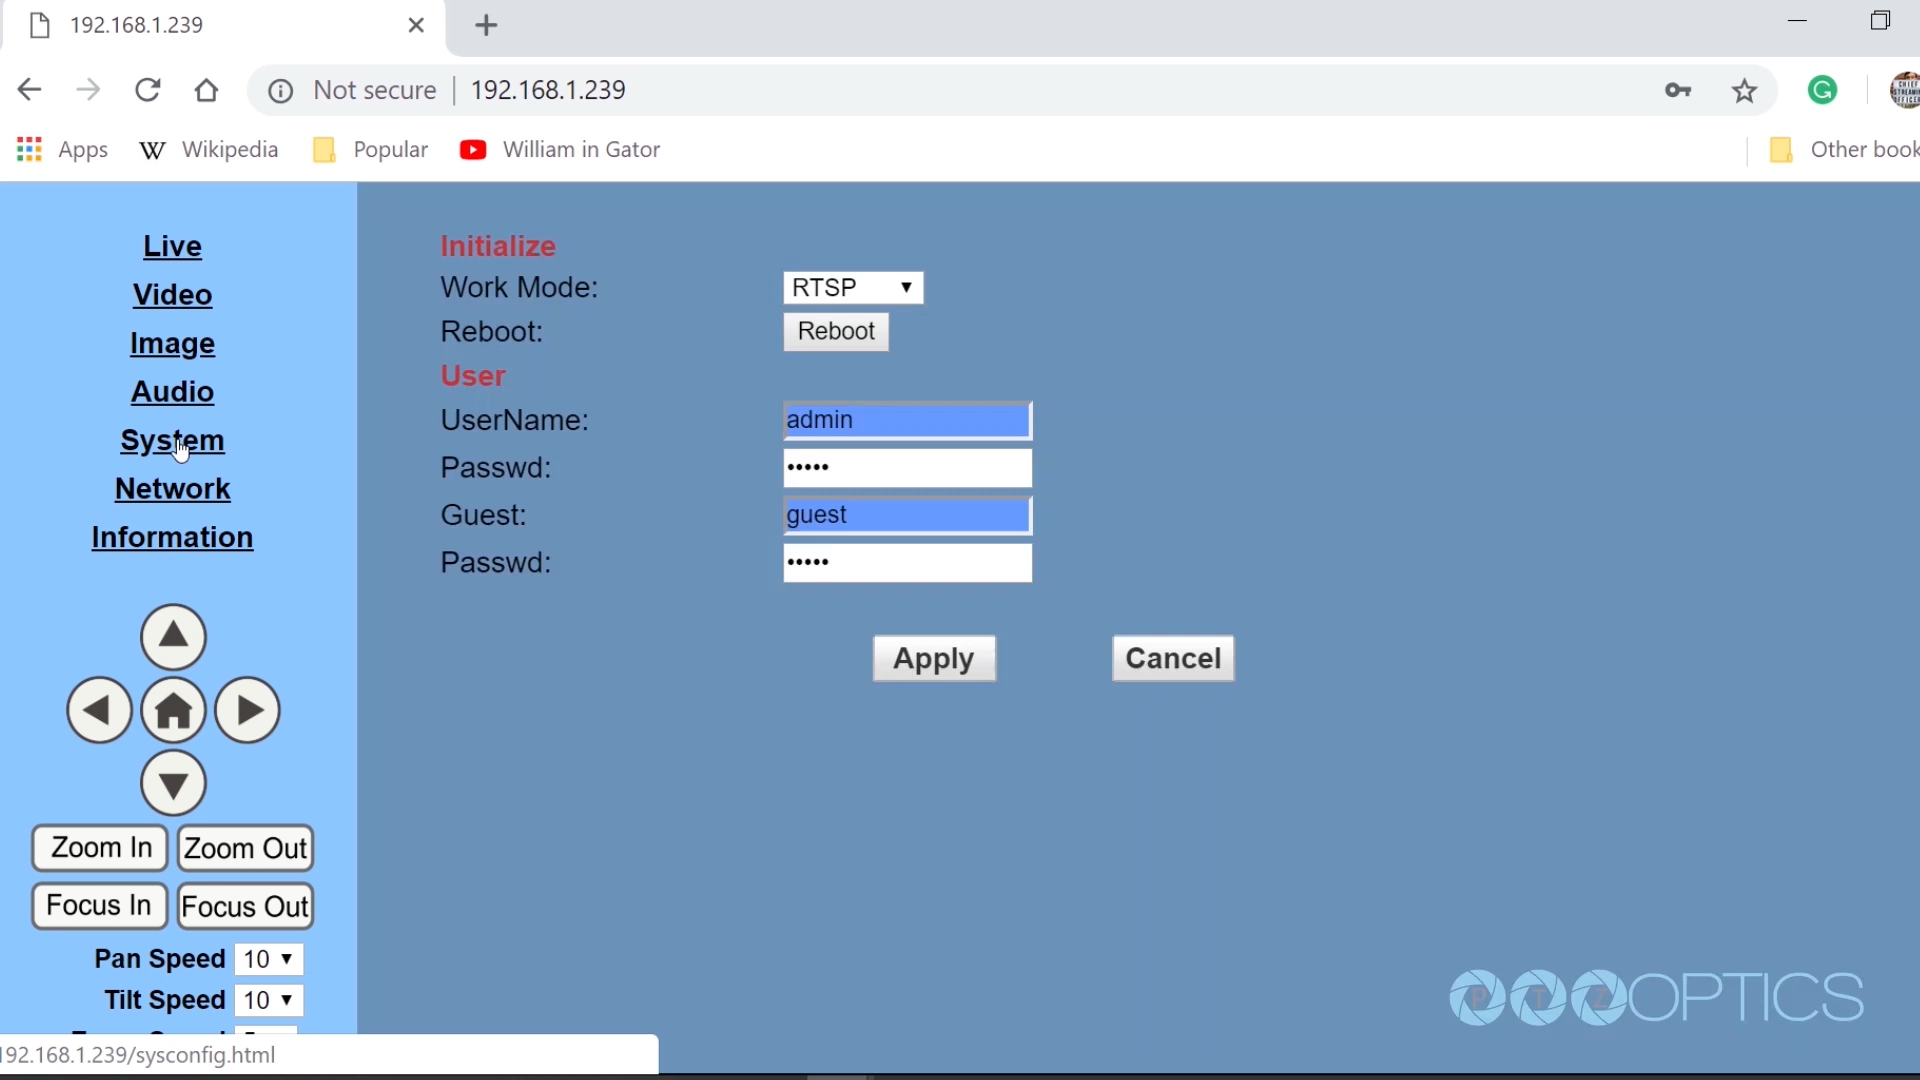 192.168.1.239
Not secure 192.168.1.239
Apps Wikipedia Popular William in Gator Other book
Live
Video
Image
Audio
System
Network
Information
Zoom In Zoom Out
Focus In Focus Out
Pan Speed 10
Tilt Speed 10
Initialize
Work Mode: RTSP
Reboot: Reboot
User
UserName: admin
Passwd: •••••
Guest: guest
Passwd: •••••
Apply Cancel
PTZOPTICS
192.168.1.239/sysconfig.html